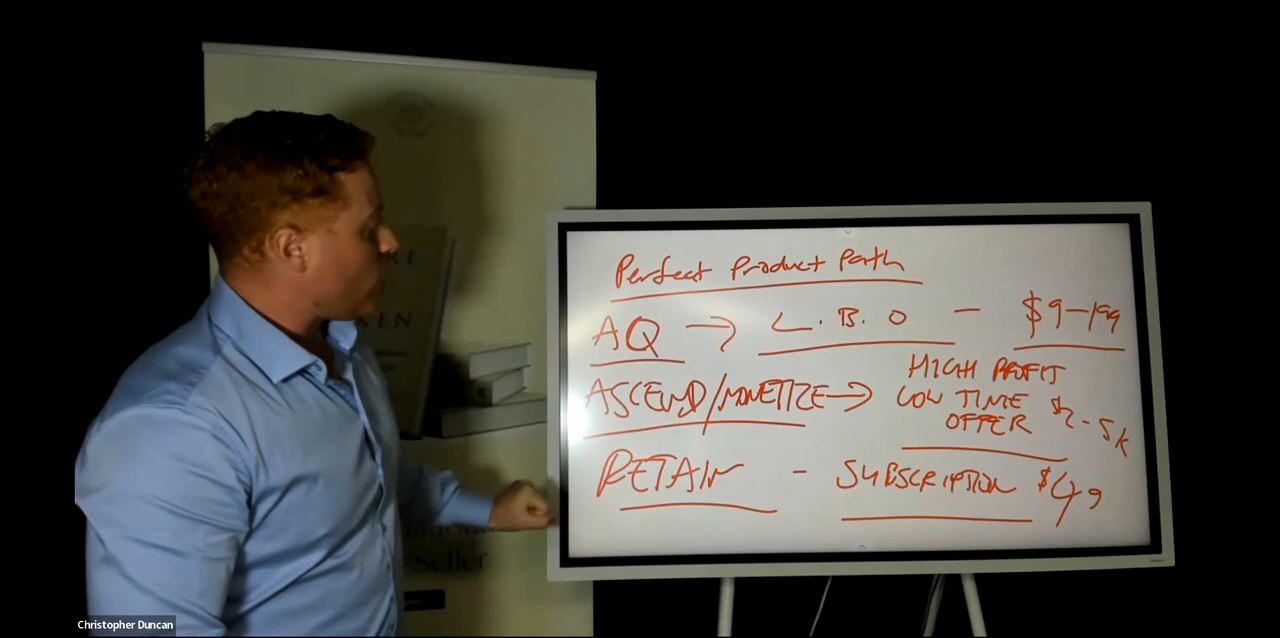 Perfect Product Path
AQ → L.B.O - $9-199
ASCEND/MONETIZE → HIGH PROFIT
LOW TIME
OFFER $2-5k
RETAIN - SUBSCRIPTION $49
Seller
Christopher Duncan